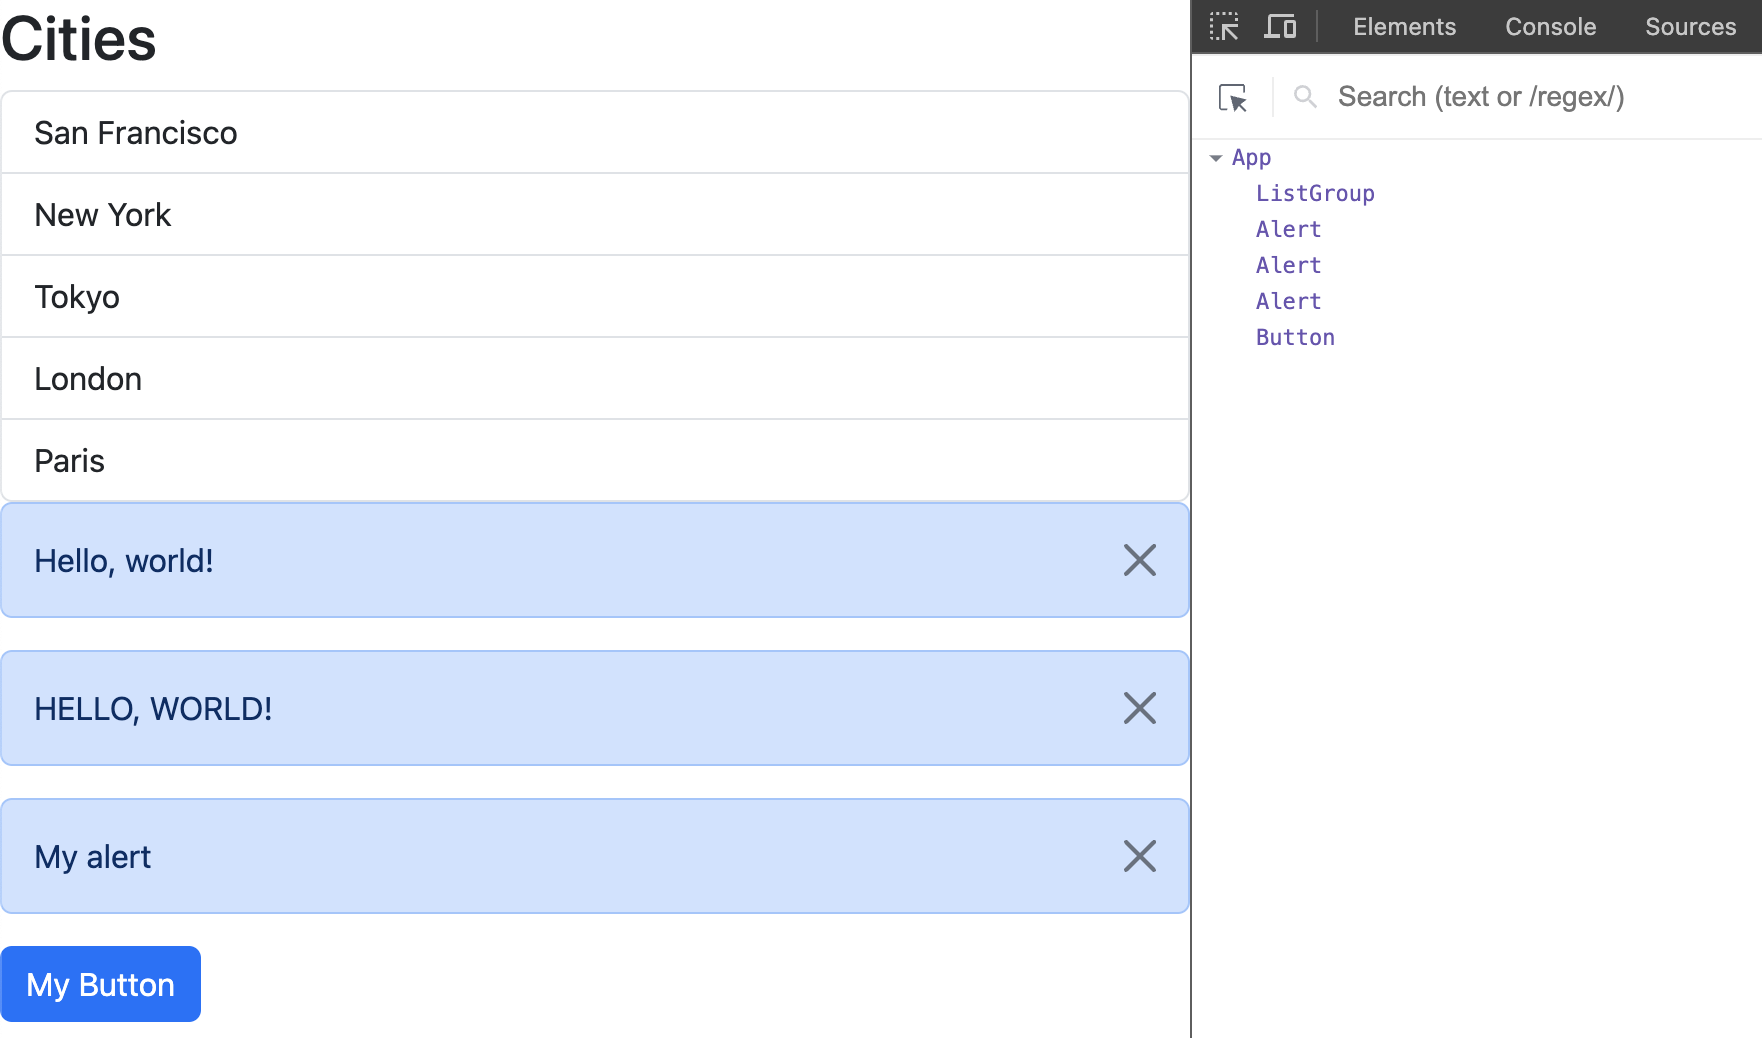 Cities
San Francisco
New York
Tokyo
London
Paris
Hello, world!
HELLO, WORLD!
My alert
My Button
Elements Console Sources
Search (text or /regex/)
App
ListGroup
Alert
Alert
Alert
Button